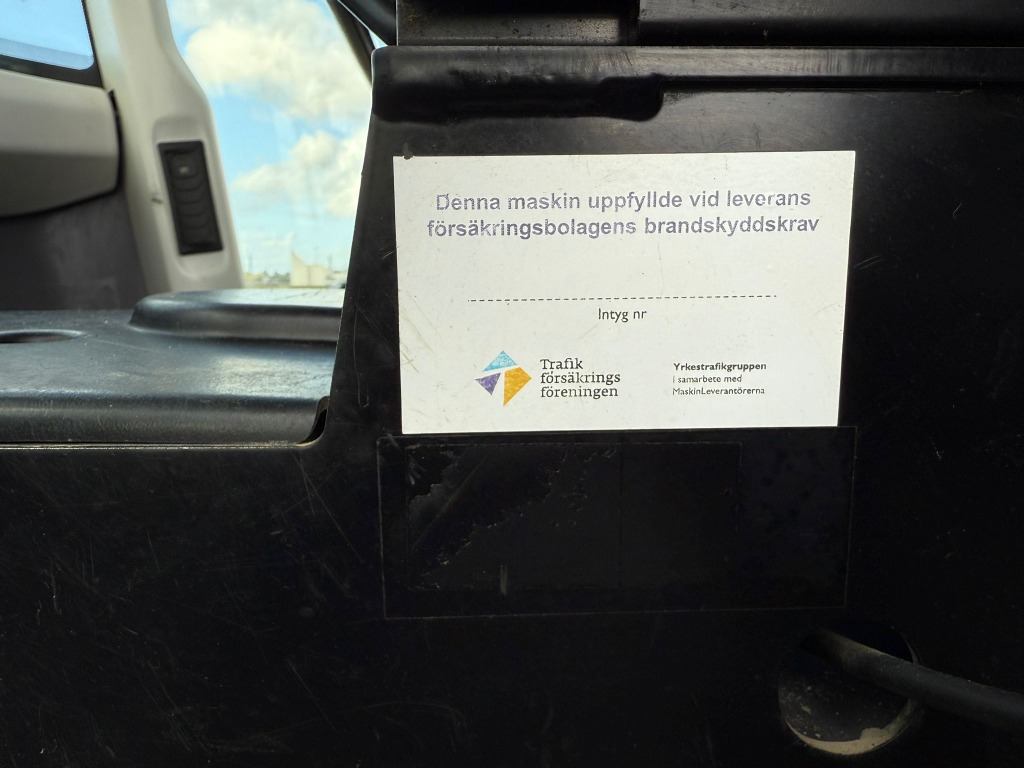 Denna maskin uppfyllde vid leverans
försäkringsbolagens brandskyddskrav
Intyg nr
Trafik
försäkrings
föreningen
Yrkestrafikgruppen
i samarbete med
MaskinLeverantörerna